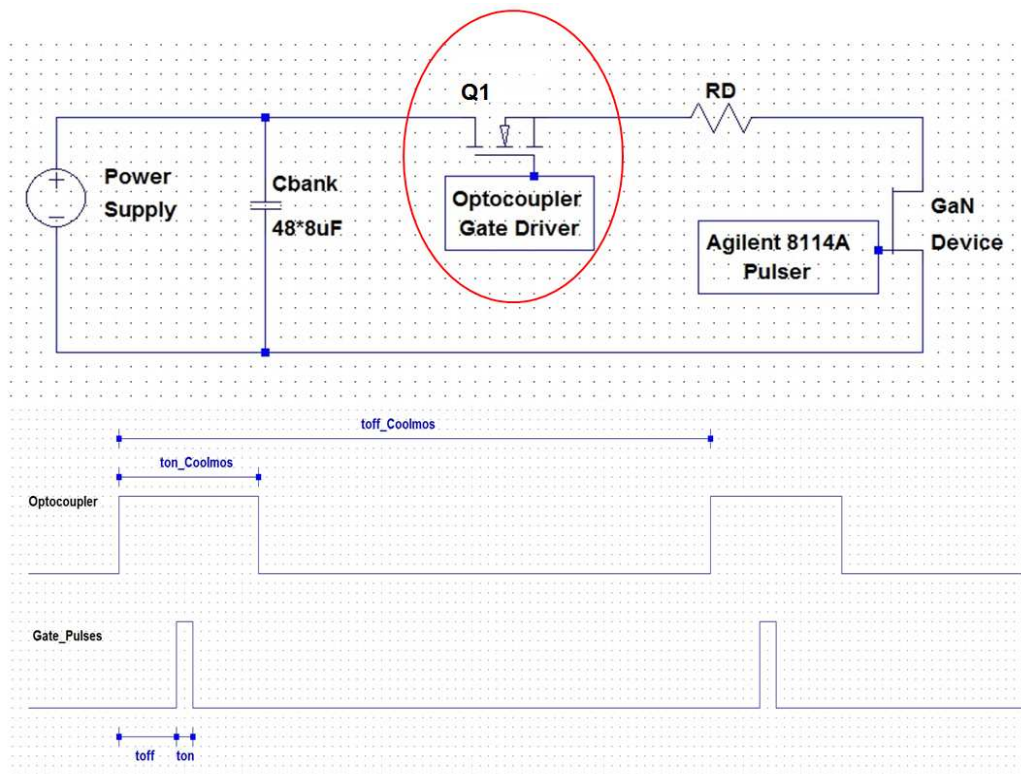 Q1
RD
Power
Supply
Cbank
48*8uF
Optocoupler
Gate Driver
Agilent 8114A
Pulser
GaN
Device
toff_Coolmos
ton_Coolmos
Optocoupler
Gate_Pulses
toff
ton